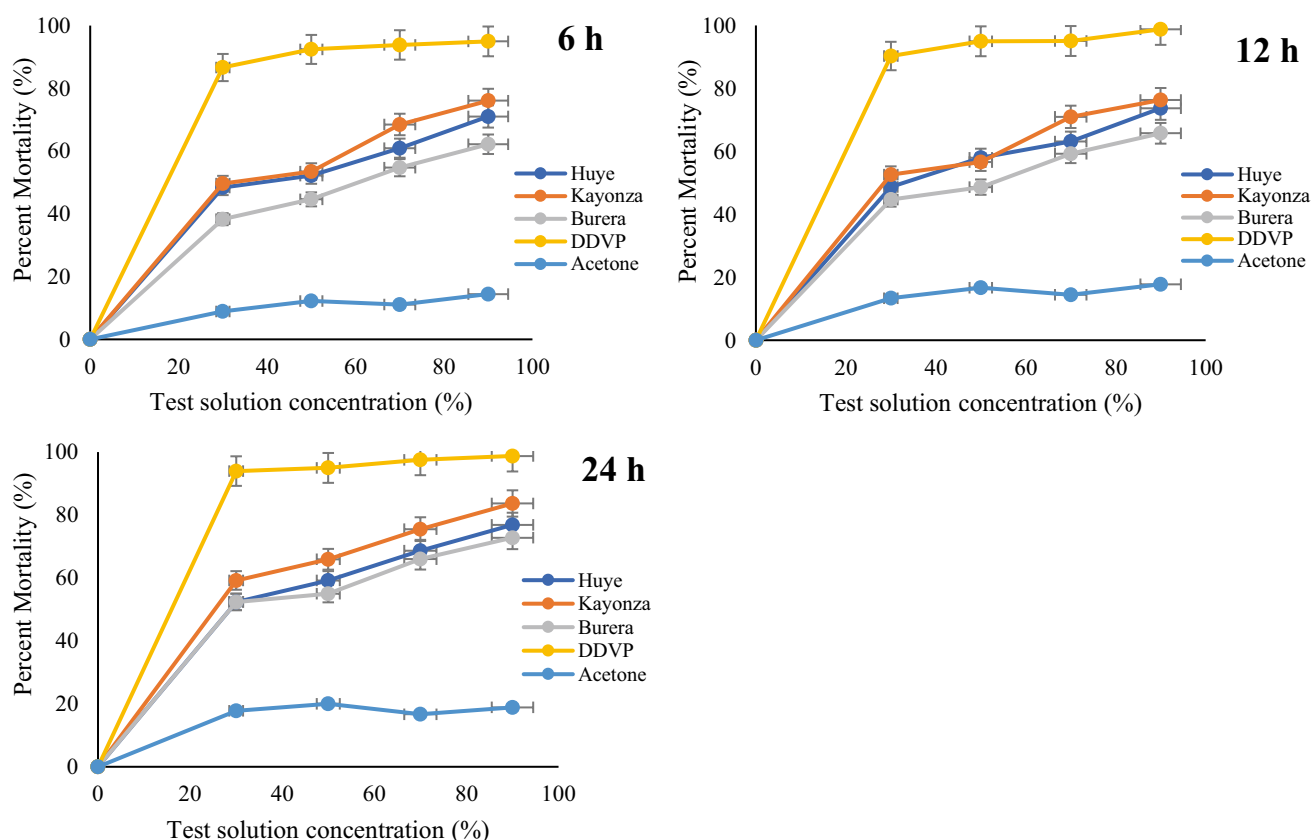 6 h
Percent Mortality (%)
100
80
60
40
20
0
0 20 40 60 80 100
Test solution concentration (%)
Huye
Kayonza
Burera
DDVP
Acetone
12 h
Percent Mortality (%)
100
80
60
40
20
0
0 20 40 60 80 100
Test solution concentration (%)
Huye
Kayonza
Burera
DDVP
Acetone
24 h
Percent Mortality (%)
100
80
60
40
20
0
0 20 40 60 80 100
Test solution concentration (%)
Huye
Kayonza
Burera
DDVP
Acetone